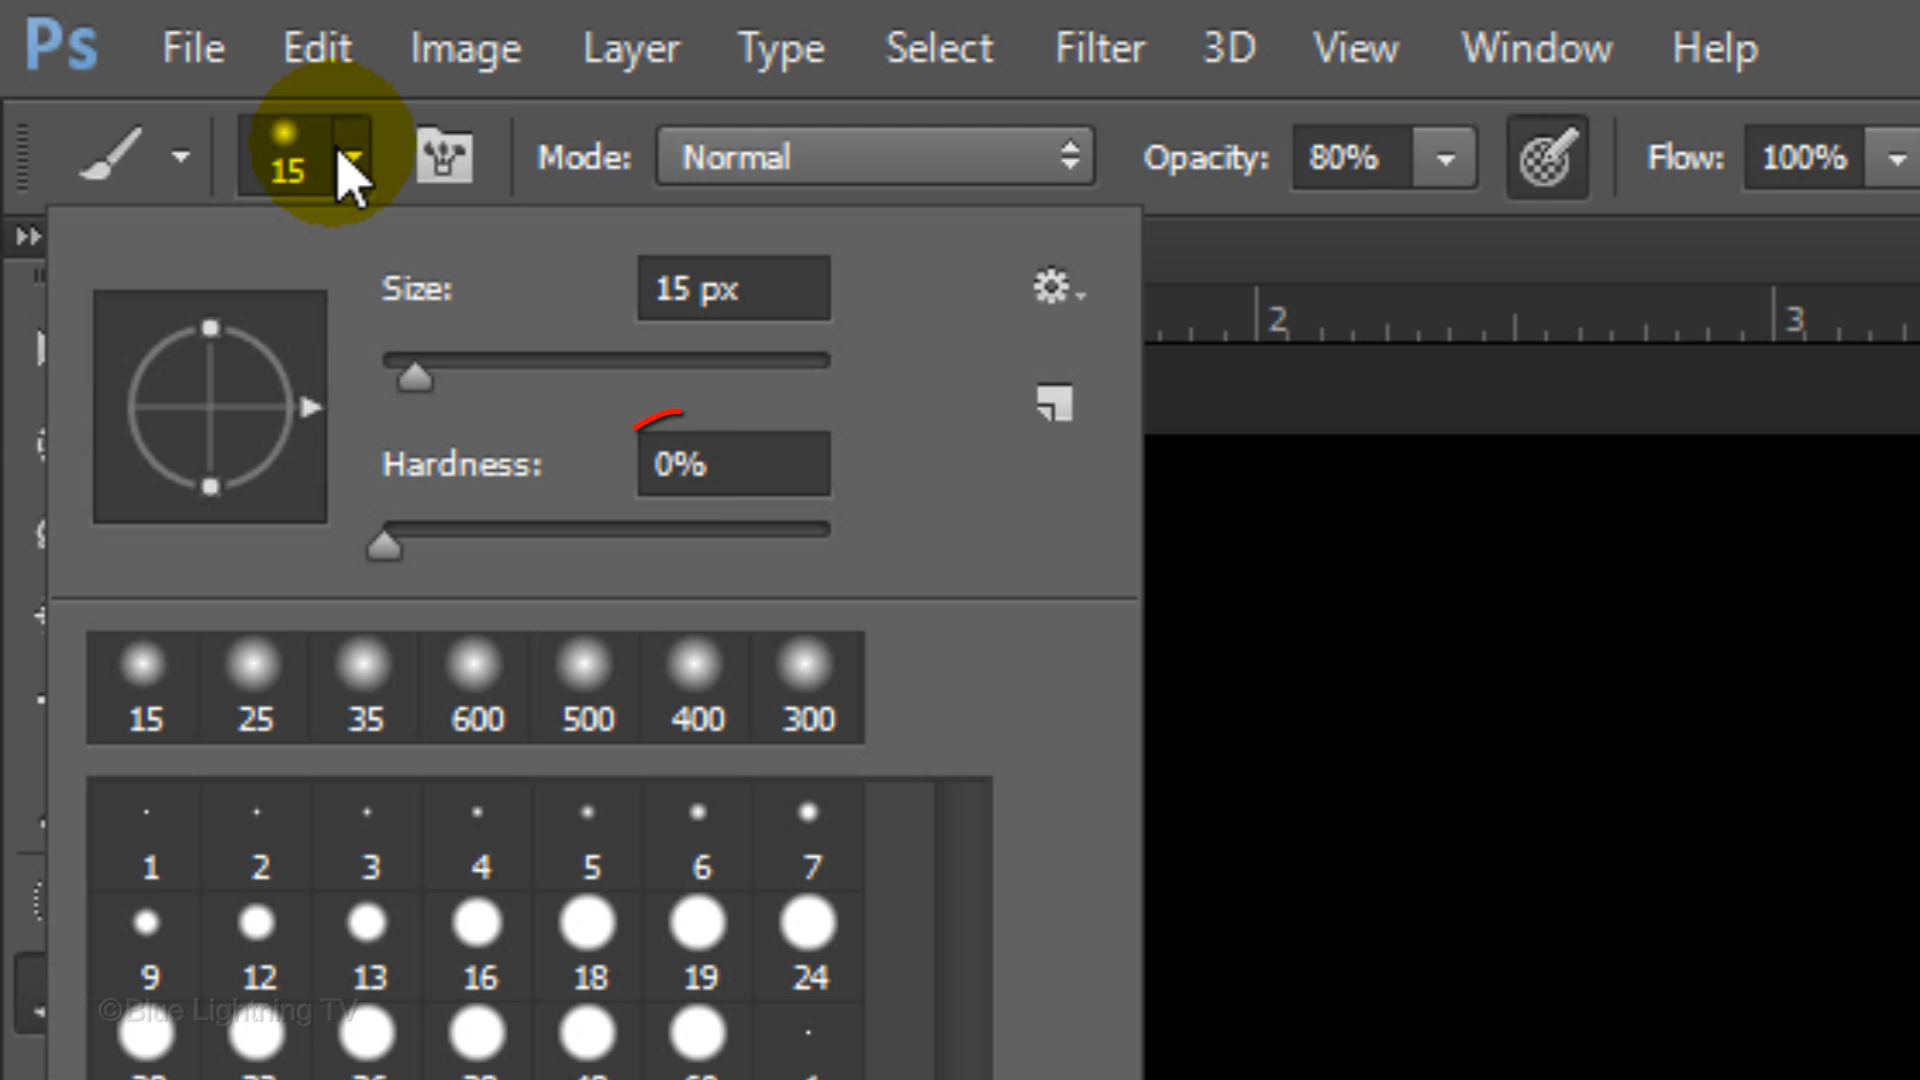 Ps File Edit Image Layer Type Select Filter 3D View Window Help
15 Mode: Normal Opacity: 80% Flow: 100%
Size: 15 px
2 3
Hardness: 0%
15 25 35 600 500 400 300
1 2 3 4 5 6 7
9 12 13 16 18 19 24
©Blue Lightning TV